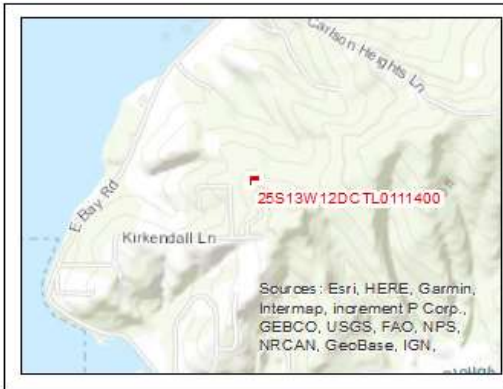 Carlson Heights Ln
E Bay Rd
25S13W12DCTL0111400
Kirkendall Ln
Sources: Esri, HERE, Garmin,
Intermap, increment P Corp.,
GEBCO, USGS, FAO, NPS,
NRCAN, GeoBase, IGN,